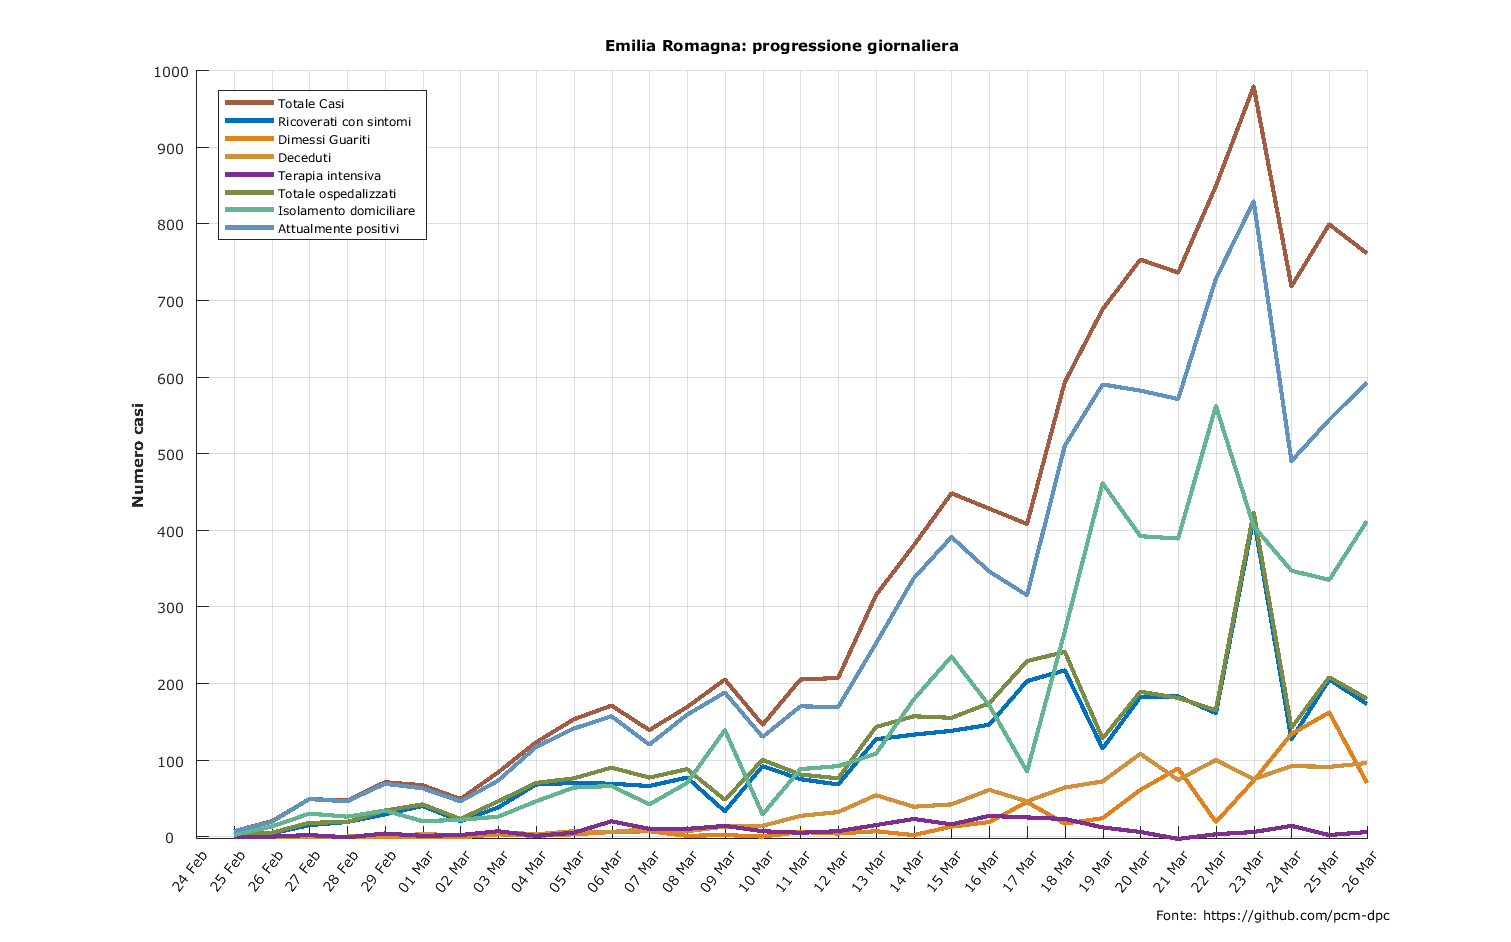 Emilia Romagna: progressione giornaliera
1000
900
800
700
600
500
400
300
200
100
0
Numero casi
Totale Casi
Ricoverati con sintomi
Dimessi Guariti
Deceduti
Terapia intensiva
Totale ospedalizzati
Isolamento domiciliare
Attualmente positivi
24 Feb
25 Feb
26 Feb
27 Feb
28 Feb
29 Feb
01 Mar
02 Mar
03 Mar
04 Mar
05 Mar
06 Mar
07 Mar
08 Mar
09 Mar
10 Mar
11 Mar
12 Mar
13 Mar
14 Mar
15 Mar
16 Mar
17 Mar
18 Mar
19 Mar
20 Mar
21 Mar
22 Mar
23 Mar
24 Mar
25 Mar
26 Mar
Fonte: https://github.com/pcm-dpc